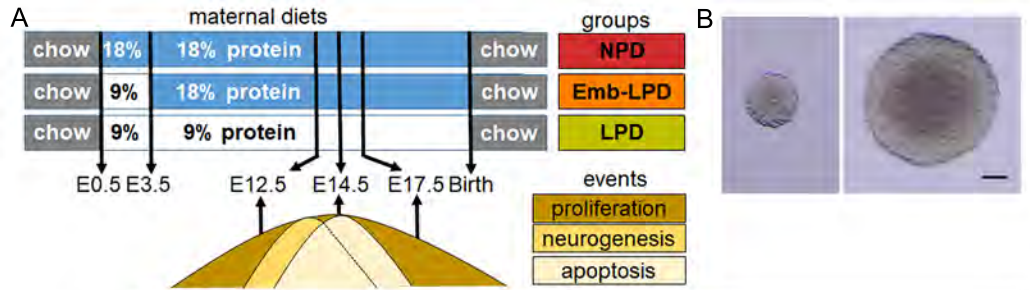 A
maternal diets
groups
B
chow 18% 18% protein chow NPD
chow 9% 18% protein chow Emb-LPD
chow 9% 9% protein chow LPD
E0.5 E3.5 E12.5 E14.5 E17.5 Birth
events
proliferation
neurogenesis
apoptosis